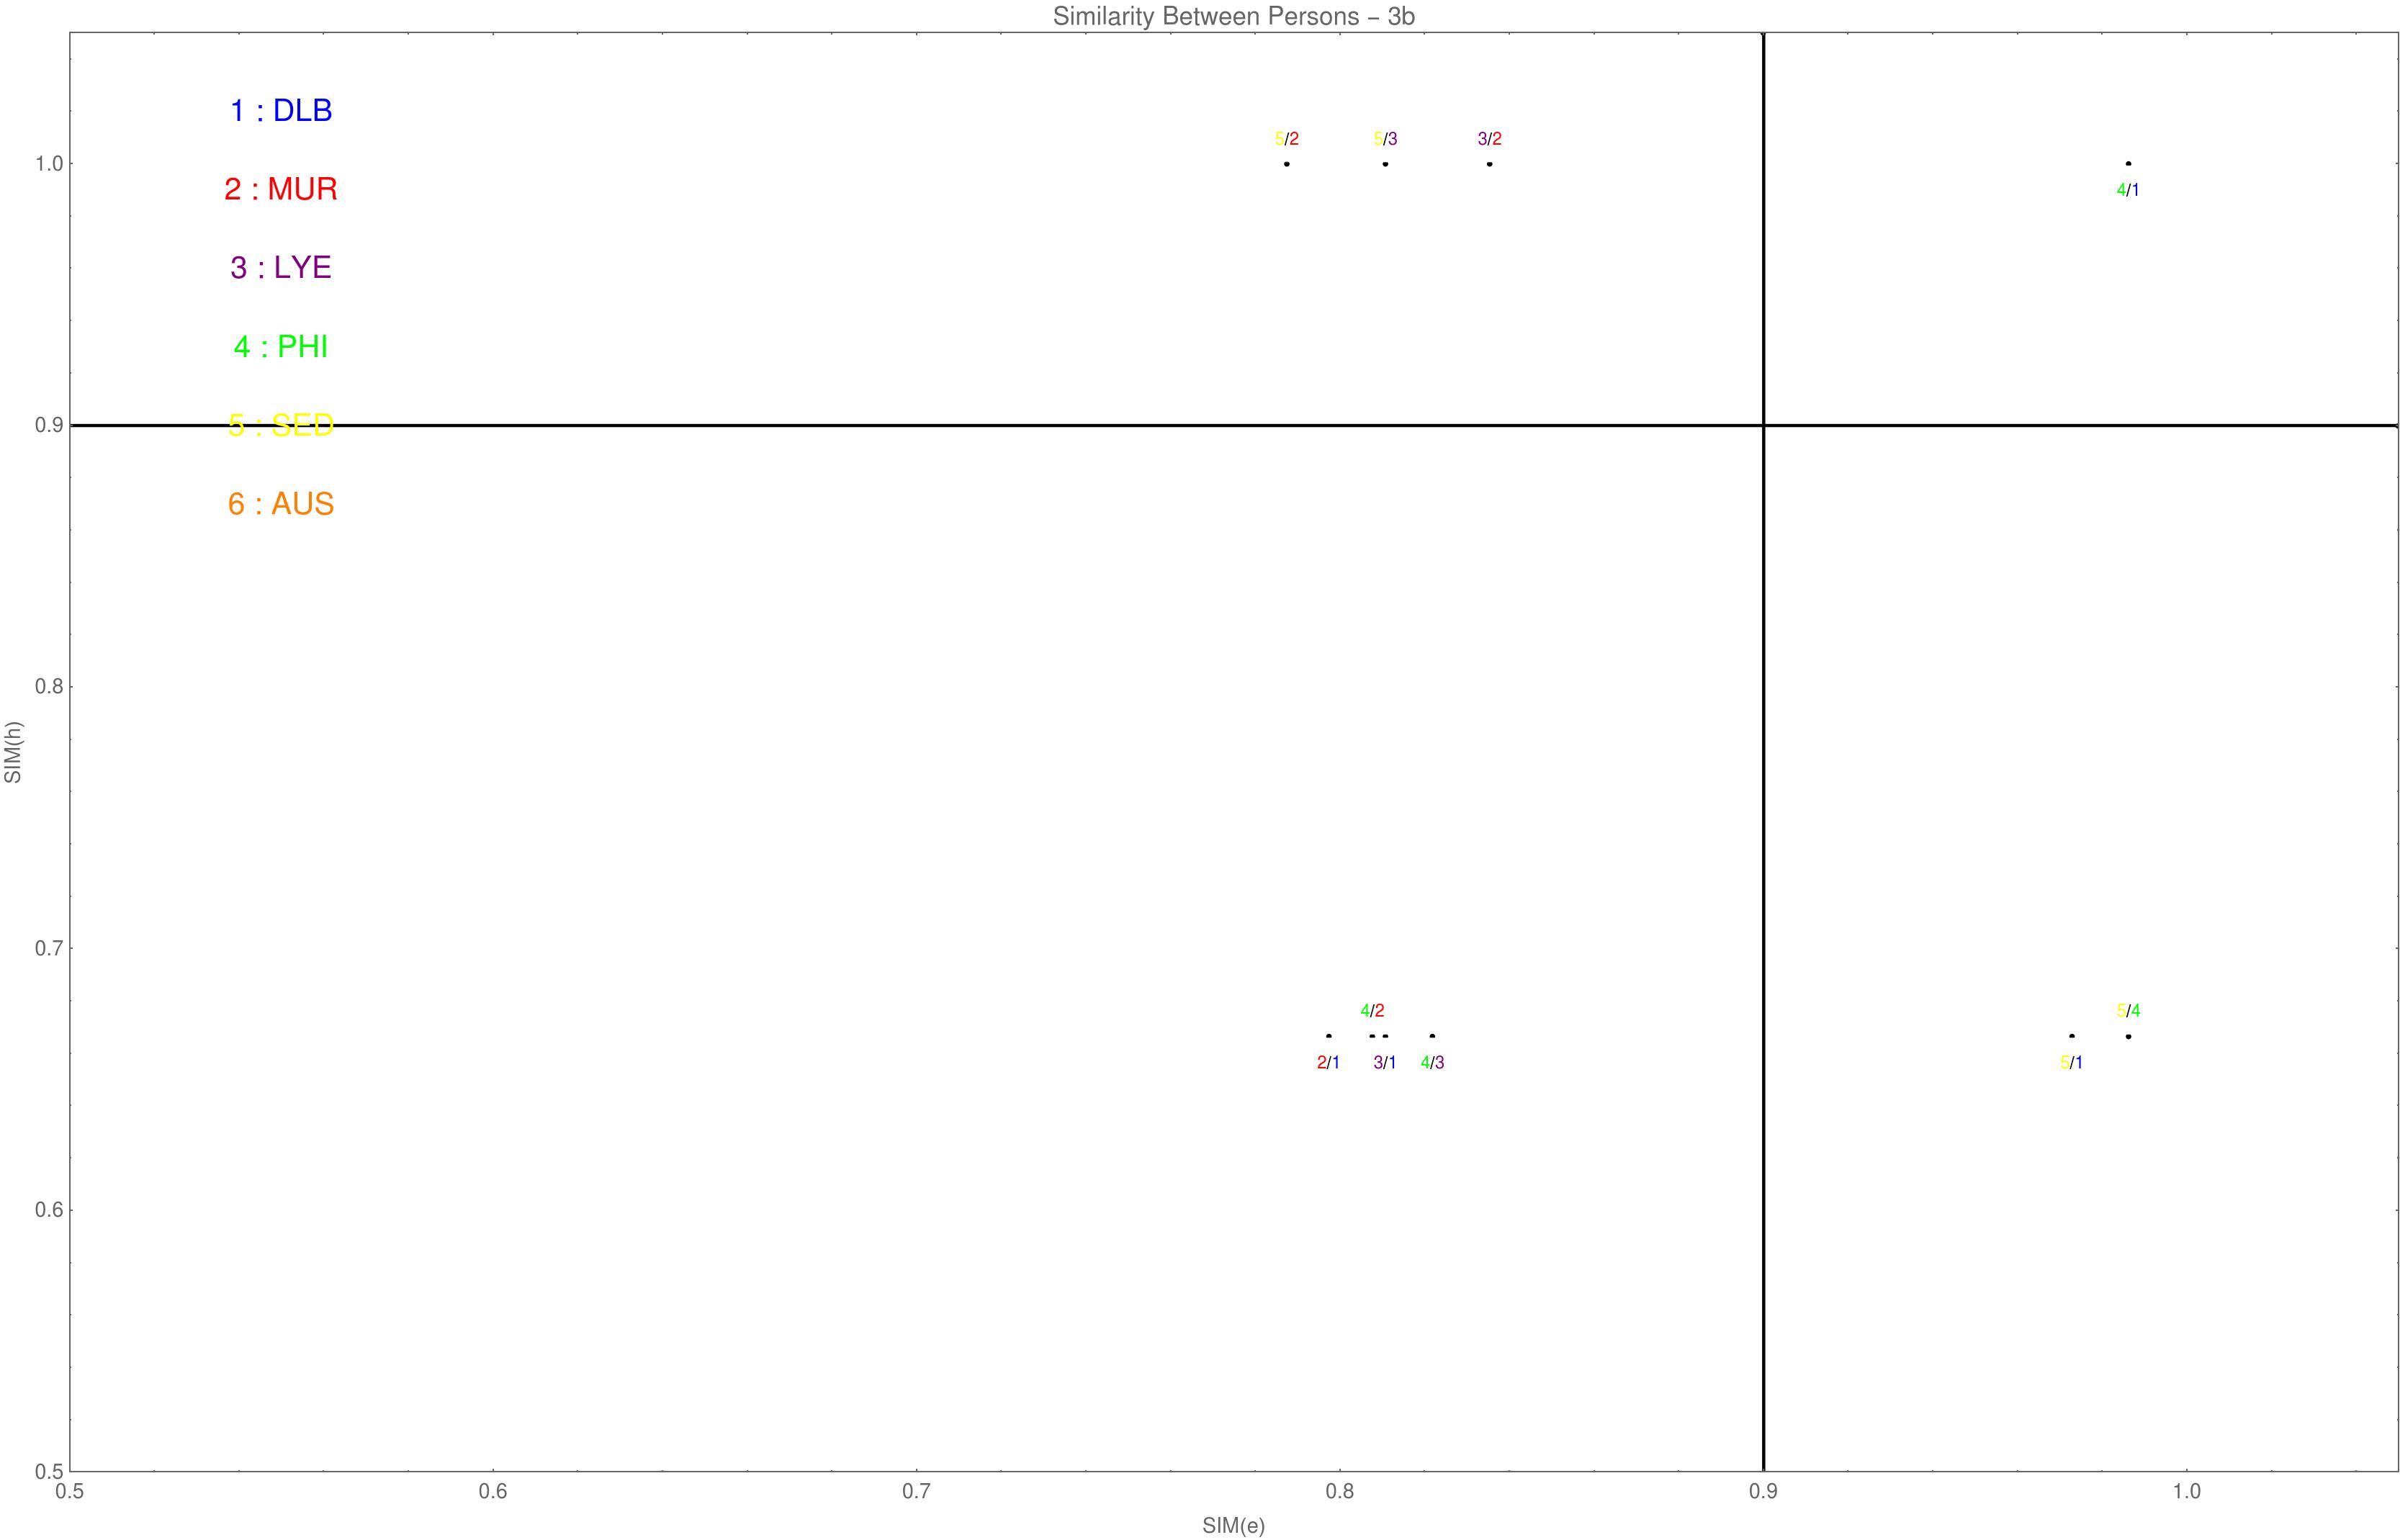 Similarity Between Persons – 3b
1 : DLB
5/2 5/3 3/2
1.0
2 : MUR
4/1
3 : LYE
4 : PHI
0.9
5 : SED
6 : AUS
0.8
SIM(h)
0.7
4/2 5/4
2/1 3/1 4/3 5/1
0.6
0.5
0.5 0.6 0.7 0.8 0.9 1.0
SIM(e)